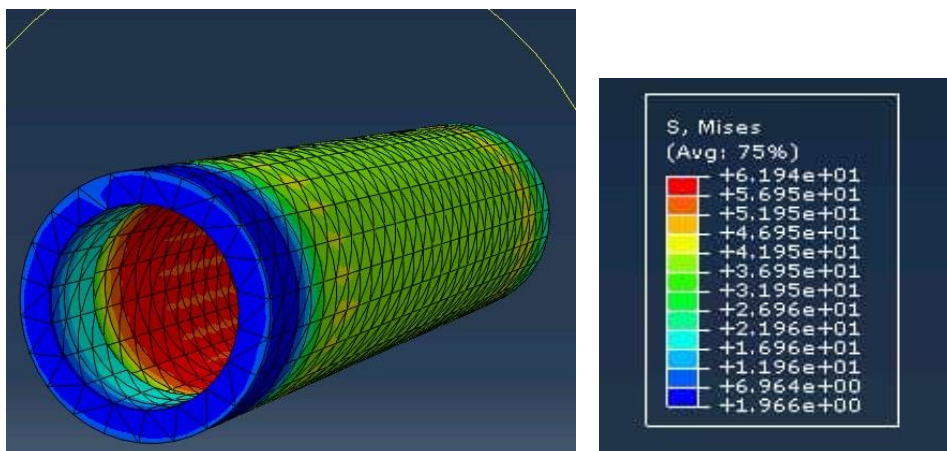 S, Mises
(Avg: 75%)
+6.194e+01
+5.695e+01
+5.195e+01
+4.695e+01
+4.195e+01
+3.695e+01
+3.195e+01
+2.696e+01
+2.196e+01
+1.696e+01
+1.196e+01
+6.964e+00
+1.966e+00